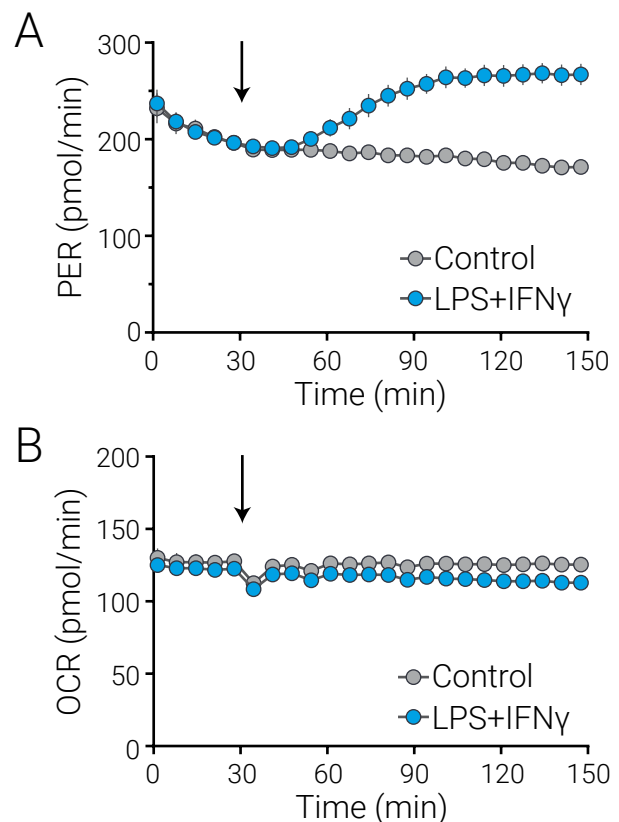 A
PER (pmol/min)
300
200
100
0
Control
LPS+IFNγ
0 30 60 90 120 150
Time (min)
B
OCR (pmol/min)
200
150
100
50
0
Control
LPS+IFNγ
0 30 60 90 120 150
Time (min)